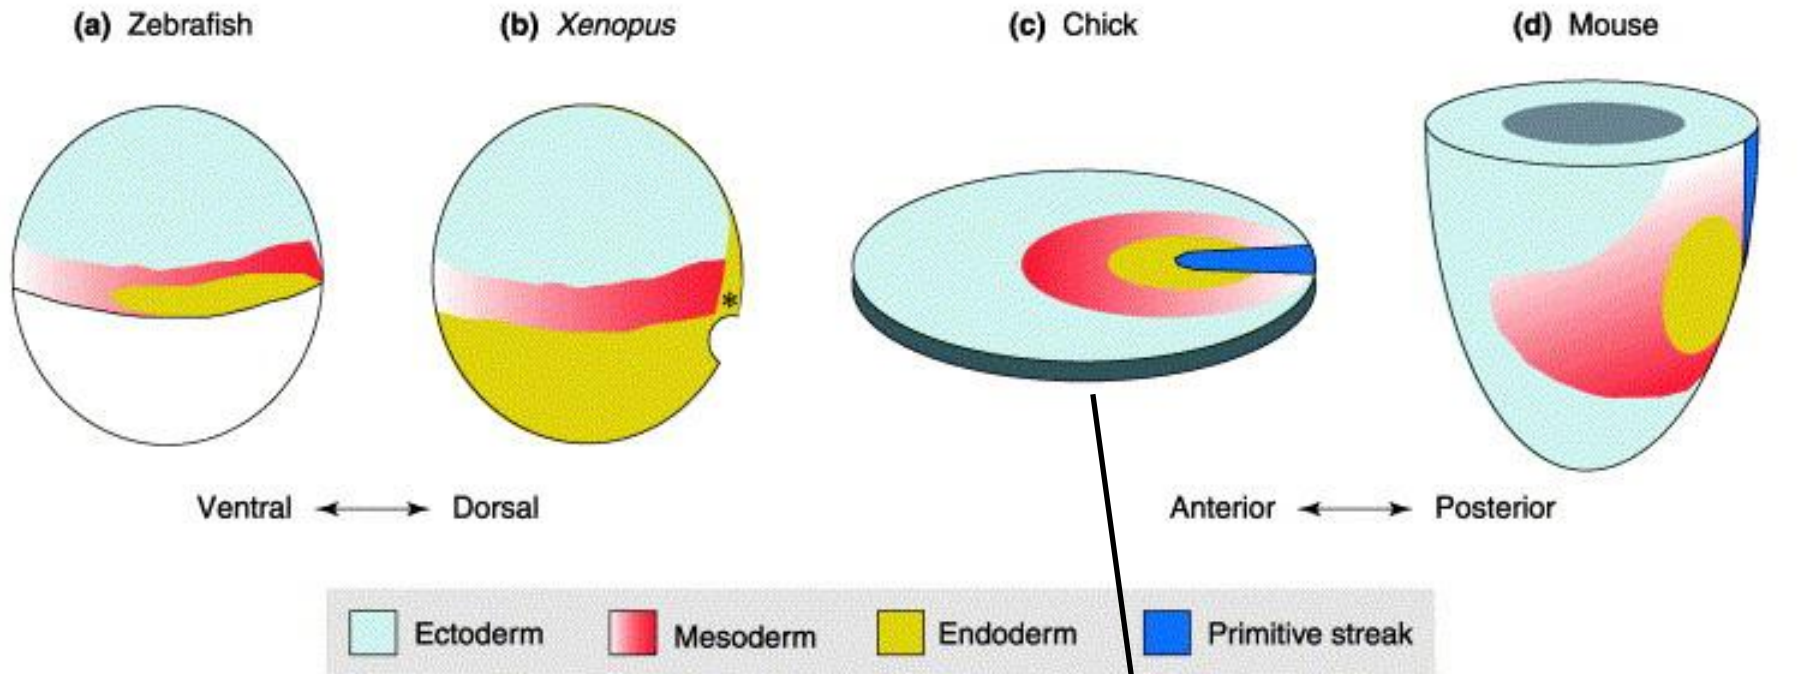 (a) Zebrafish
(b) Xenopus
(c) Chick
(d) Mouse
*
Ventral ↔ Dorsal
Anterior ↔ Posterior
Ectoderm
Mesoderm
Endoderm
Primitive streak